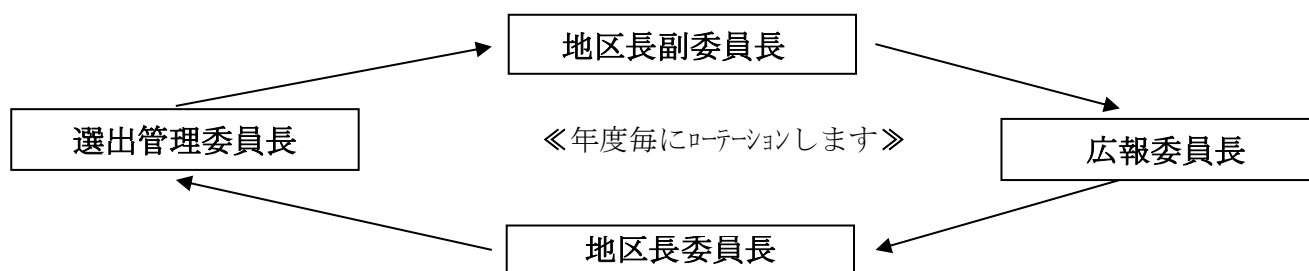 地区長副委員長
選出管理委員長
≪年度毎にﾛｰﾃｰｼｮﾝします≫
広報委員長
地区長委員長